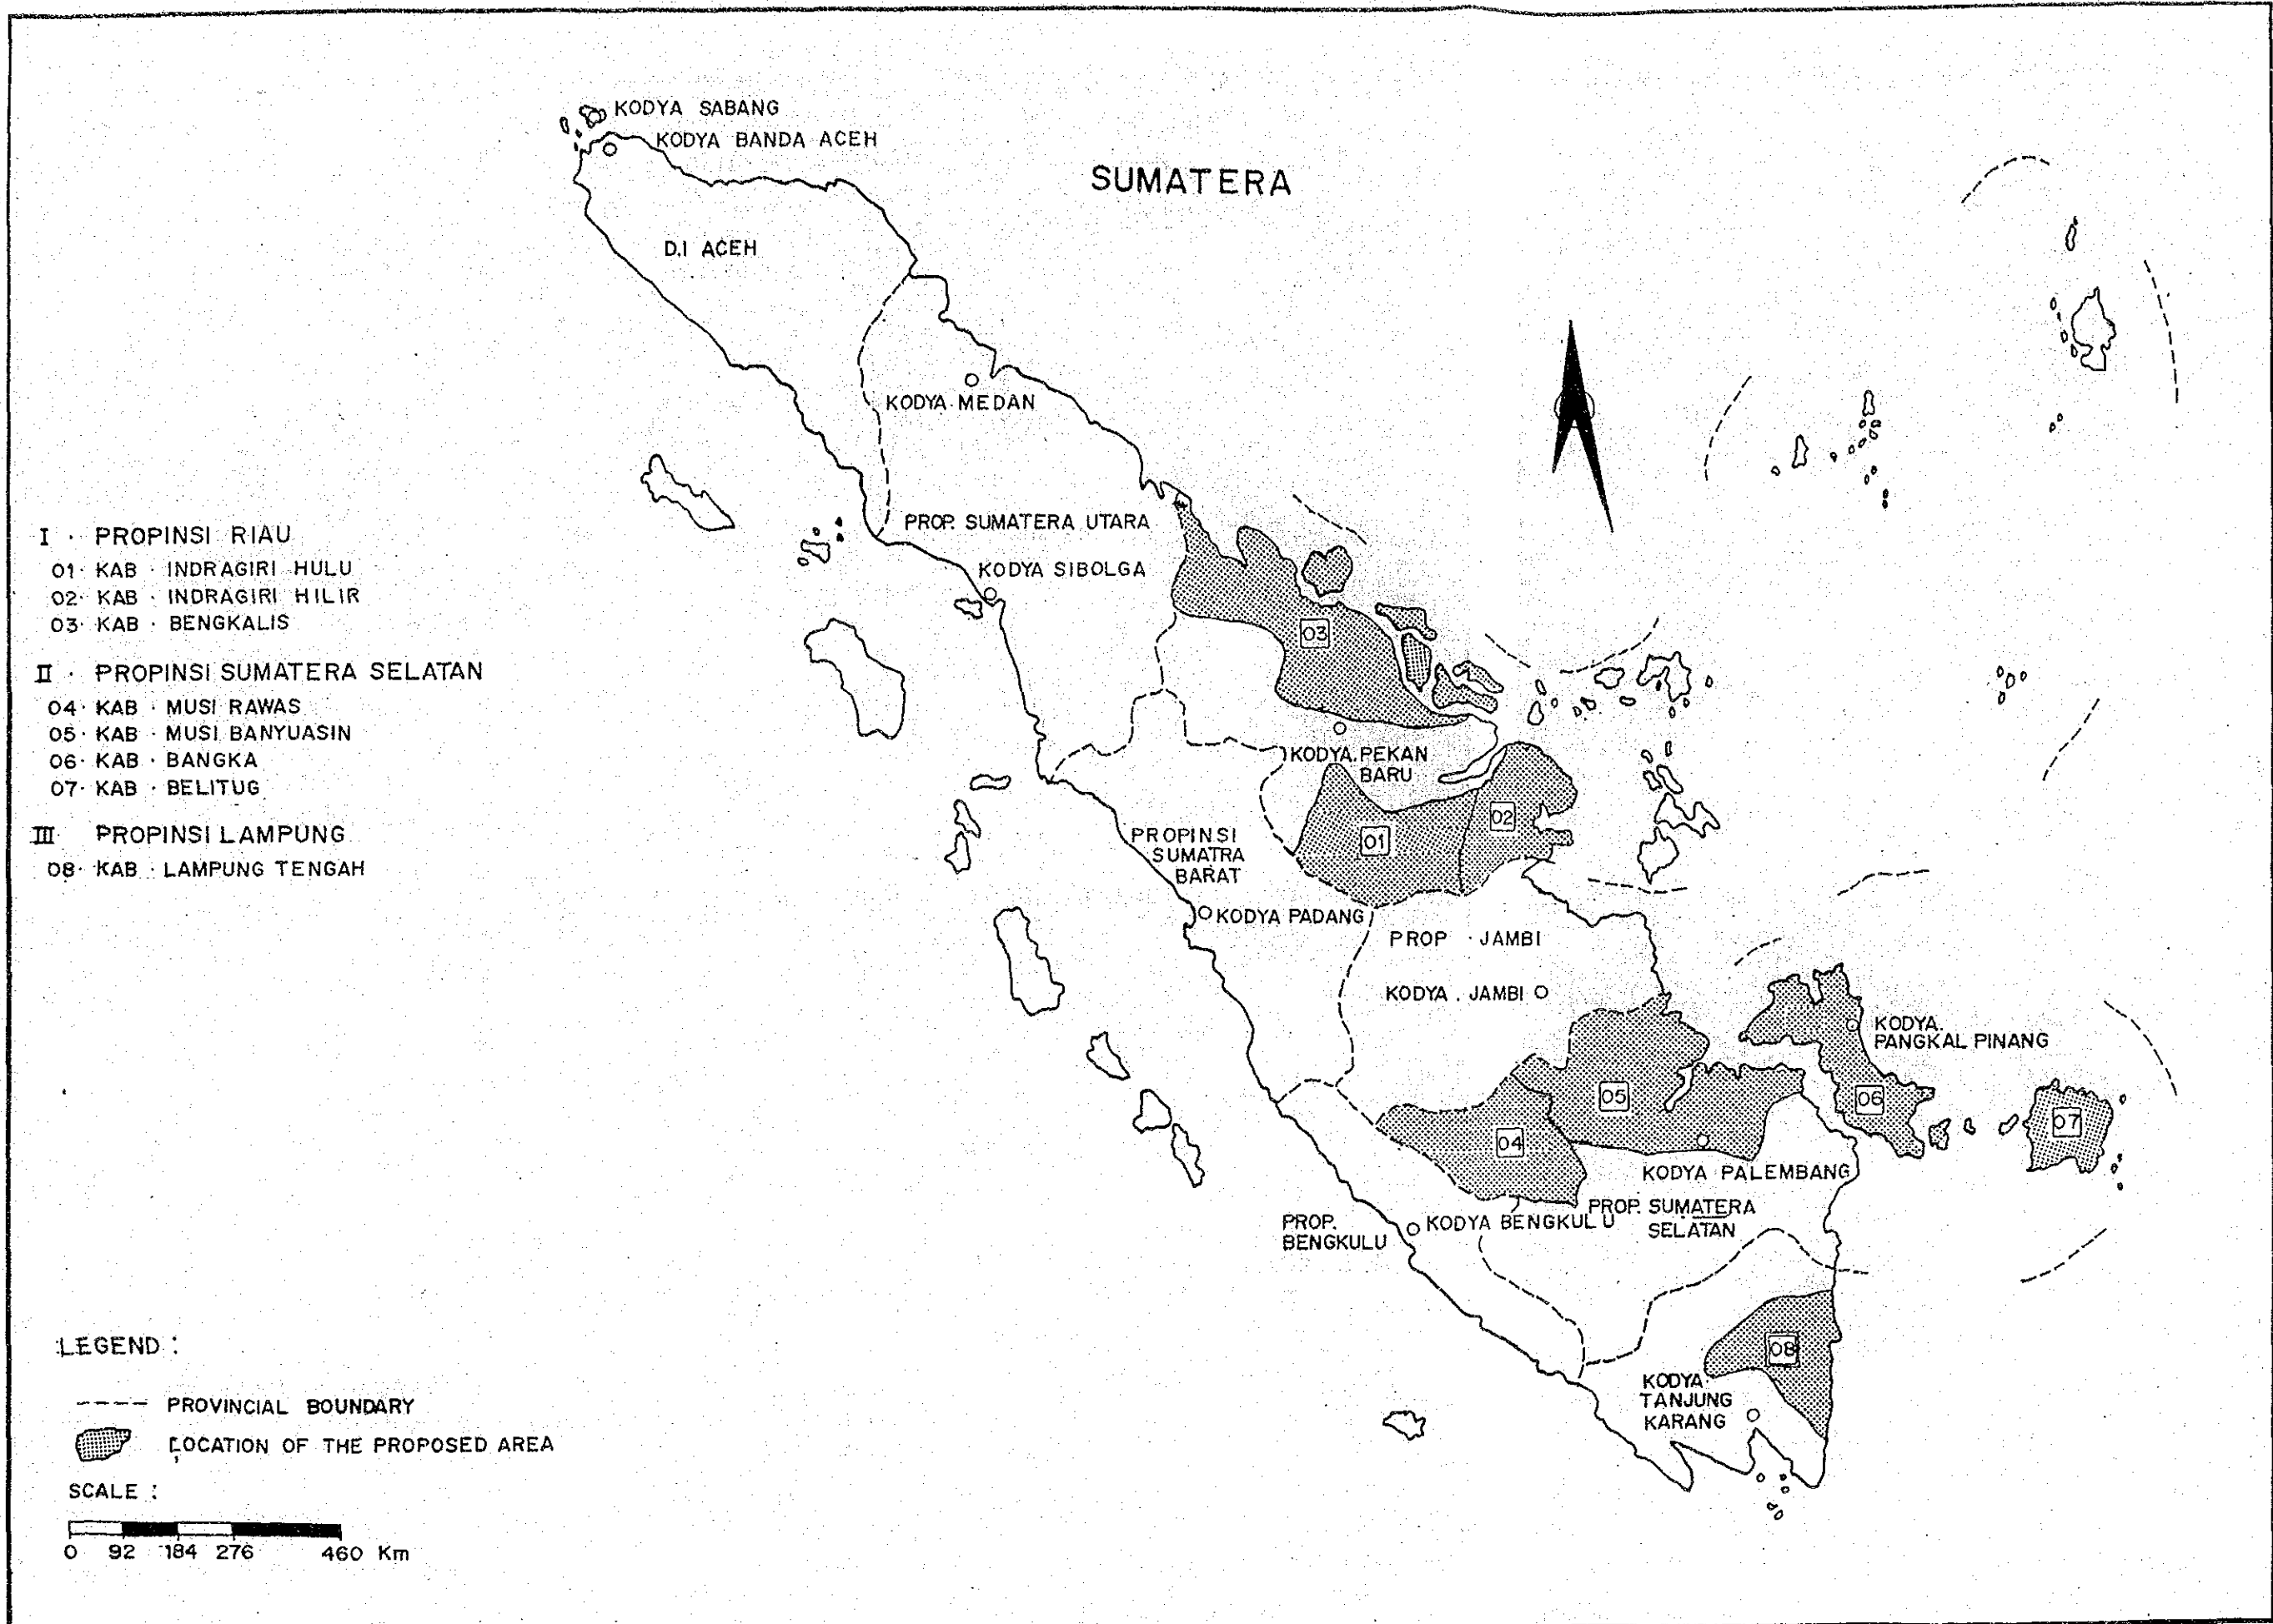 SUMATERA
KODYA SABANG
KODYA BANDA ACEH
D.I ACEH
KODYA MEDAN
PROP. SUMATERA UTARA
KODYA SIBOLGA
I · PROPINSI RIAU
01· KAB · INDRAGIRI HULU
02· KAB · INDRAGIRI HILIR
03· KAB · BENGKALIS
II · PROPINSI SUMATERA SELATAN
04· KAB · MUSI RAWAS
05· KAB · MUSI BANYUASIN
06· KAB · BANGKA
07· KAB · BELITUG
III PROPINSI LAMPUNG
08· KAB · LAMPUNG TENGAH
03
KODYA PEKAN
BARU
02
01
PROPINSI
SUMATRA
BARAT
KODYA PADANG
PROP · JAMBI
KODYA . JAMBI
KODYA
PANGKAL PINANG
05
06
07
04
KODYA PALEMBANG
PROP. SUMATERA
SELATAN
KODYA BENGKULU
PROP.
BENGKULU
08
KODYA
TANJUNG
KARANG
LEGEND :
PROVINCIAL BOUNDARY
LOCATION OF THE PROPOSED AREA
SCALE :
0 92 184 276 460 Km